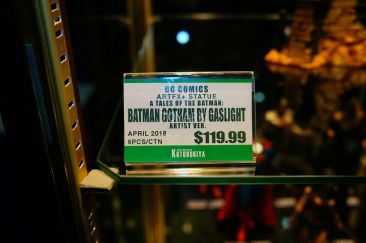 DC COMICS
ARTFX+ STATUE
A TALES OF THE BATMAN:
BATMAN GOTHAM BY GASLIGHT
ARTIST VER.
APRIL 2018
6PCS/CTN
$119.99
KOTOBUKIYA